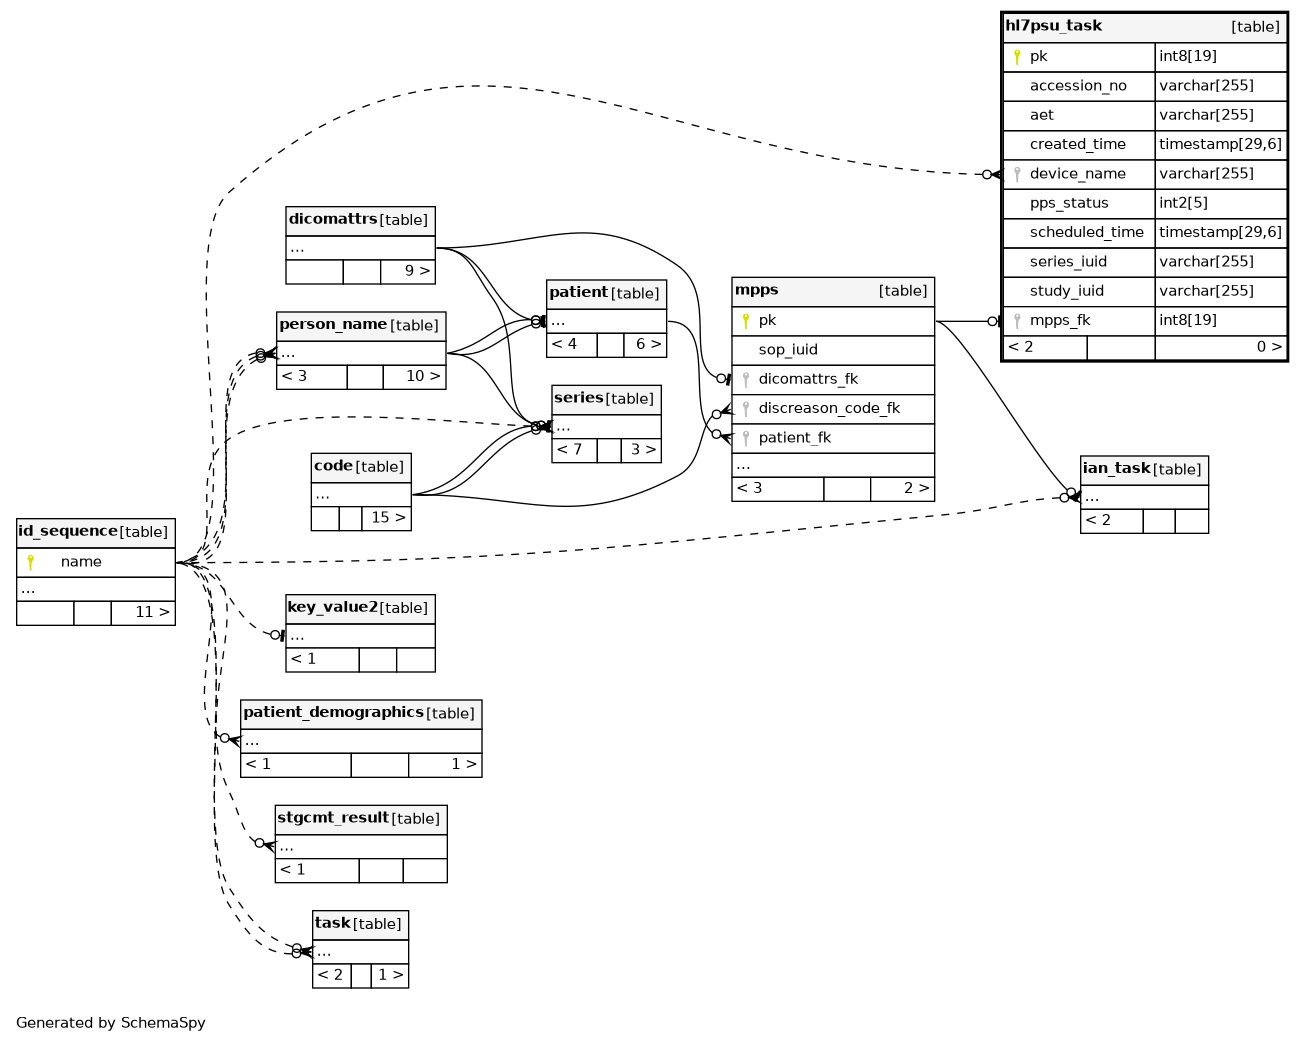 hl7psu_task [table]
pk int8[19]
accession_no varchar[255]
aet varchar[255]
created_time timestamp[29,6]
device_name varchar[255]
pps_status int2[5]
scheduled_time timestamp[29,6]
series_iuid varchar[255]
study_iuid varchar[255]
mpps_fk int8[19]
< 2 0 >
dicomattrs [table]
...
9 >
person_name [table]
...
< 3 10 >
patient [table]
...
< 4 6 >
series [table]
...
< 7 3 >
code [table]
...
15 >
mpps [table]
pk
sop_iuid
dicomattrs_fk
discreason_code_fk
patient_fk
...
< 3 2 >
ian_task [table]
...
< 2
id_sequence [table]
name
...
11 >
key_value2 [table]
...
< 1
patient_demographics [table]
...
< 1 1 >
stgcmt_result [table]
...
< 1
task [table]
...
< 2 1 >
Generated by SchemaSpy